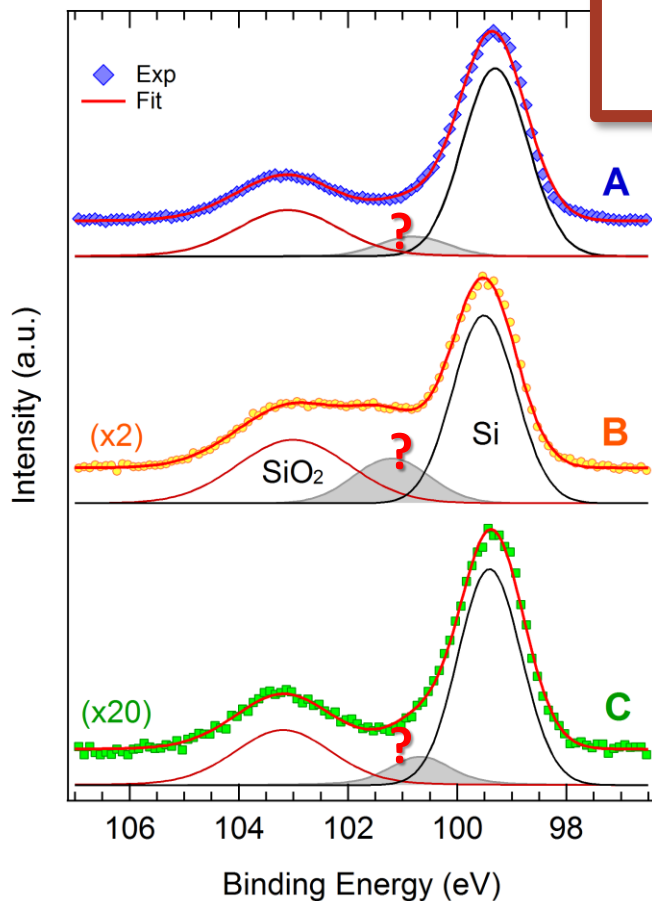 Exp
Fit
A
?
(x2)
B
?
SiO₂
Si
(x20)
C
?
106
104
102
100
98
Intensity (a.u.)
Binding Energy (eV)